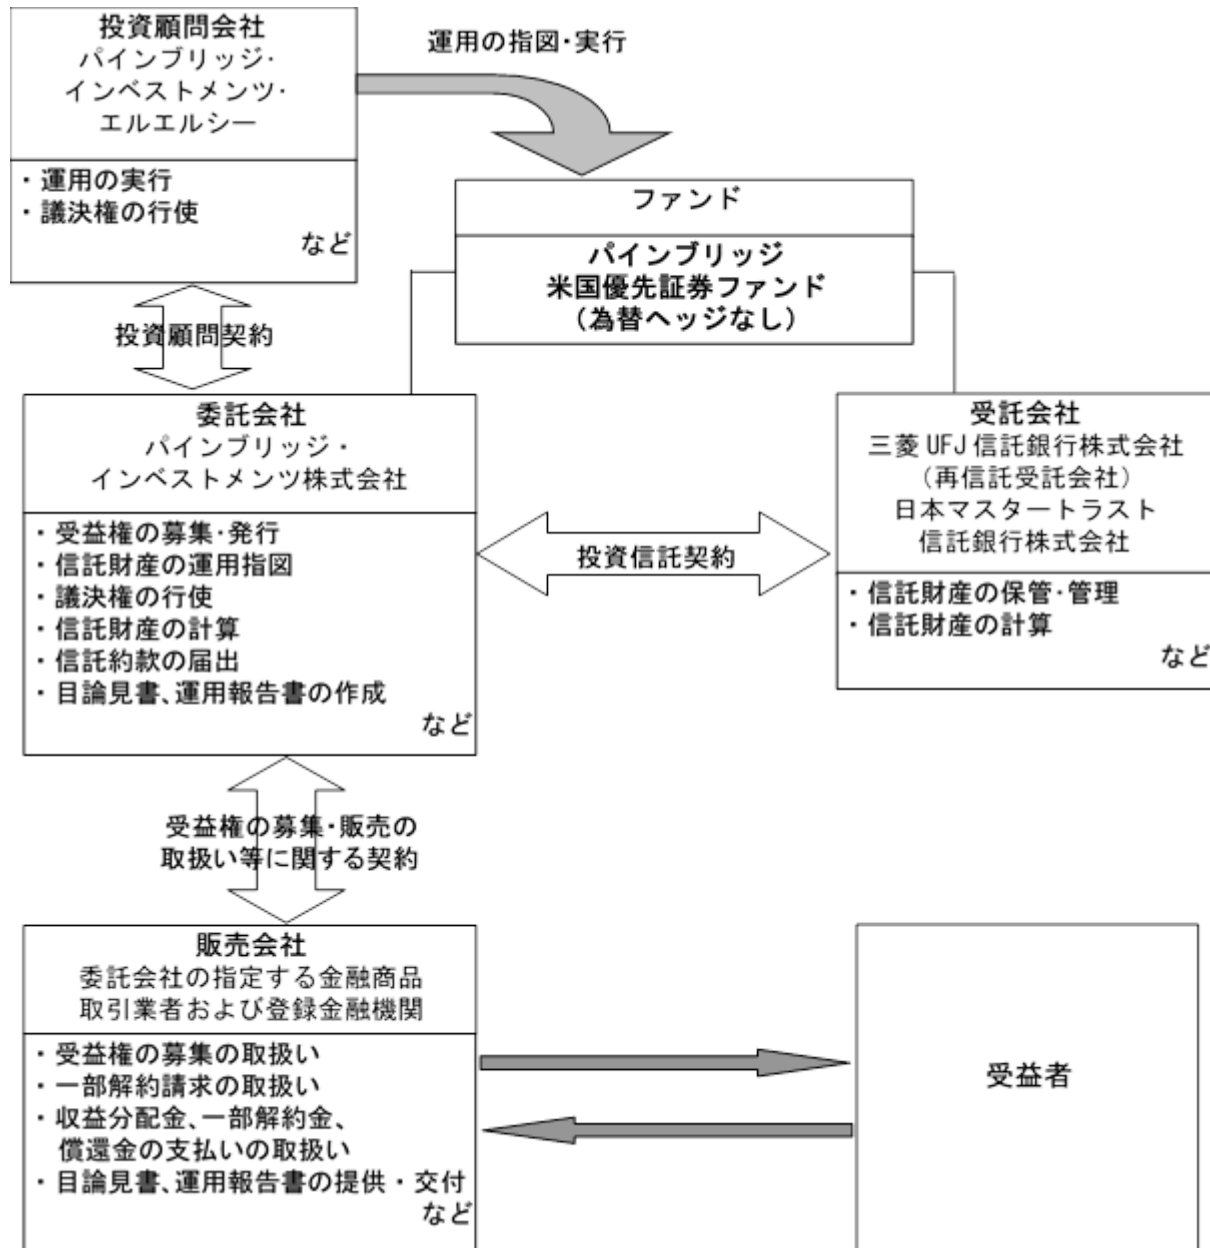 投資顧問会社
パインブリッジ・
インベストメンツ・
エルエルシー
・運用の実行
・議決権の行使
など
運用の指図・実行
ファンド
パインブリッジ
米国優先証券ファンド
（為替ヘッジなし）
投資顧問契約
委託会社
パインブリッジ・
インベストメンツ株式会社
・受益権の募集・発行
・信託財産の運用指図
・議決権の行使
・信託財産の計算
・信託約款の届出
・目論見書、運用報告書の作成
など
投資信託契約
受託会社
三菱UFJ信託銀行株式会社
（再信託受託会社）
日本マスタートラスト
信託銀行株式会社
・信託財産の保管・管理
・信託財産の計算
など
受益権の募集・販売の
取扱い等に関する契約
販売会社
委託会社の指定する金融商品
取引業者および登録金融機関
・受益権の募集の取扱い
・一部解約請求の取扱い
・収益分配金、一部解約金、
償還金の支払いの取扱い
・目論見書、運用報告書の提供・交付
など
受益者